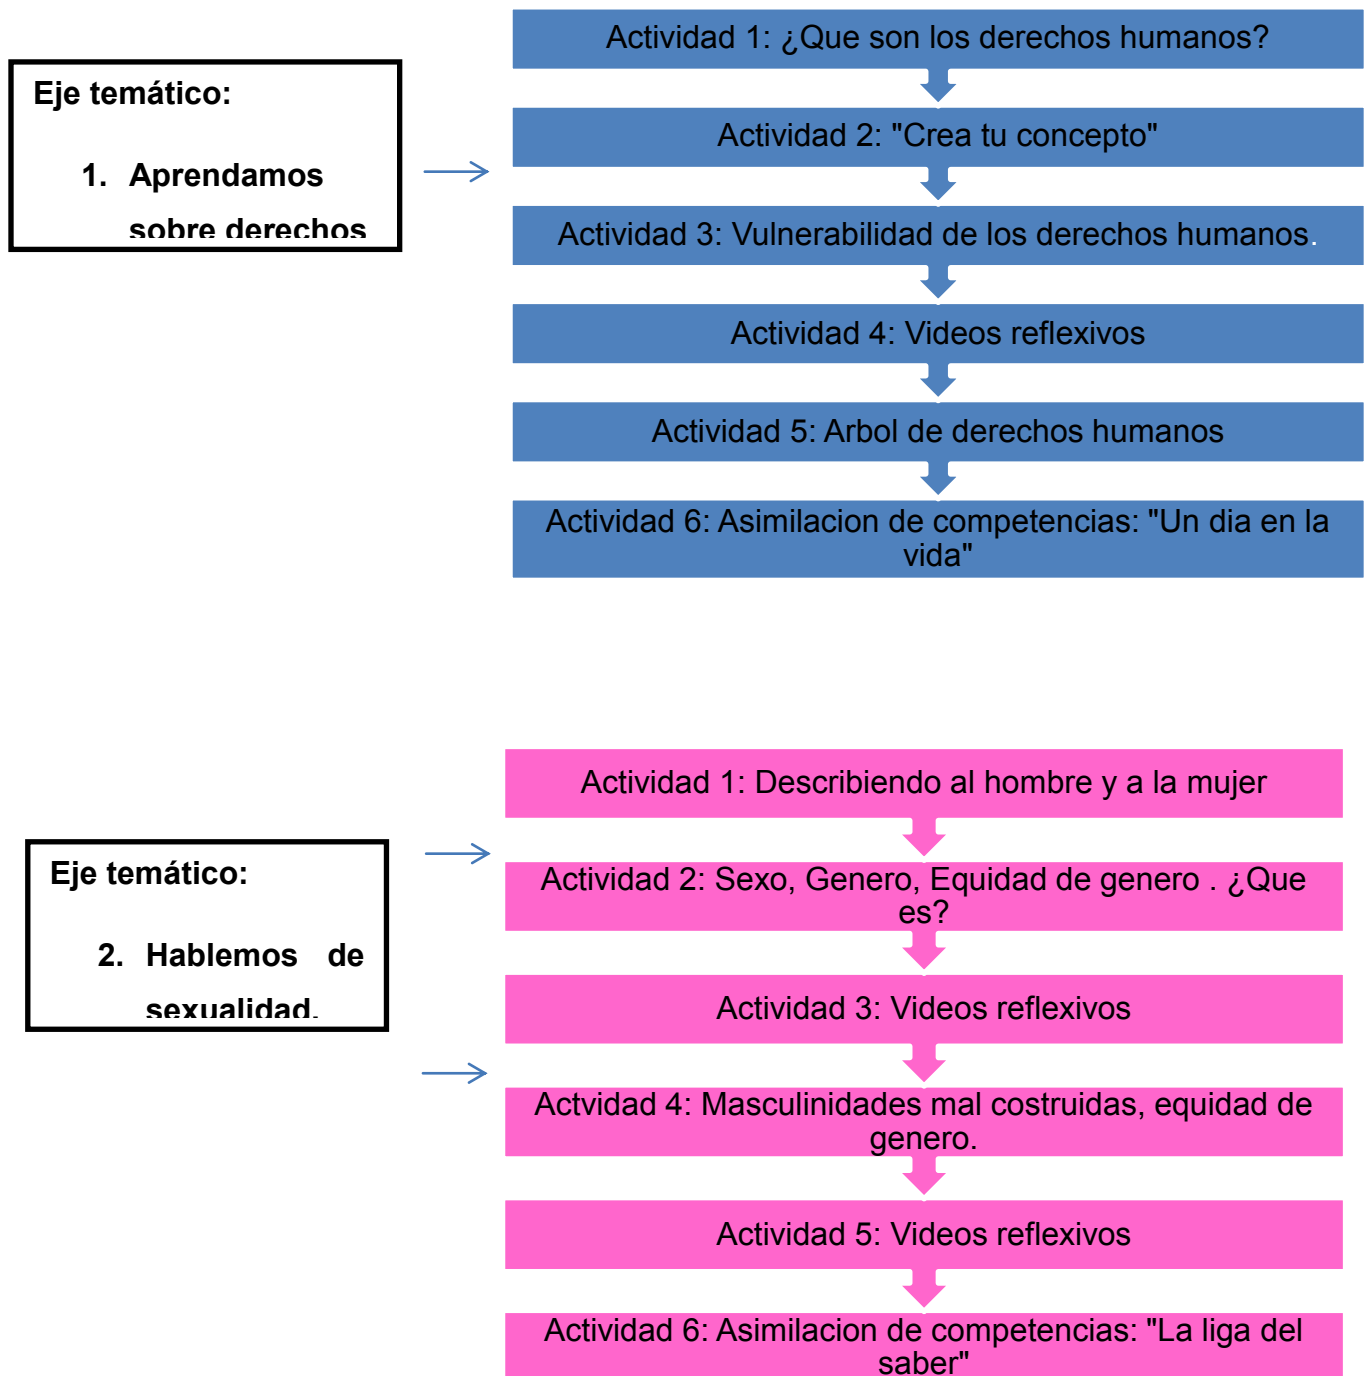 Eje temático:
1. Aprendamos
sobre derechos
Actividad 1: ¿Que son los derechos humanos?
Actividad 2: "Crea tu concepto"
Actividad 3: Vulnerabilidad de los derechos humanos.
Actividad 4: Videos reflexivos
Actividad 5: Arbol de derechos humanos
Actividad 6: Asimilacion de competencias: "Un dia en la
vida"
Eje temático:
2. Hablemos de
sexualidad.
Actividad 1: Describiendo al hombre y a la mujer
Actividad 2: Sexo, Genero, Equidad de genero . ¿Que
es?
Actividad 3: Videos reflexivos
Actvidad 4: Masculinidades mal costruidas, equidad de
genero.
Actividad 5: Videos reflexivos
Actividad 6: Asimilacion de competencias: "La liga del
saber"